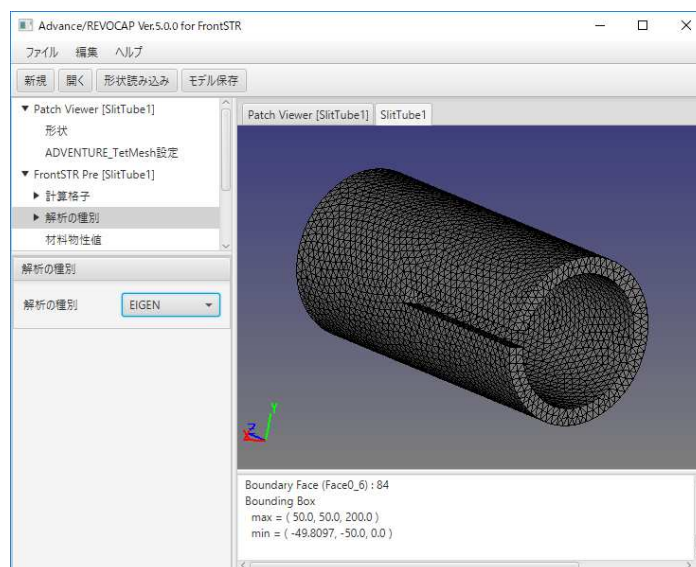 Advance/REVOCAP Ver.5.0.0 for FrontSTR
ファイル 編集 ヘルプ
新規 開く 形状読み込み モデル保存
▼ Patch Viewer [SlitTube1]
形状
ADVENTURE_TetMesh設定
▼ FrontSTR Pre [SlitTube1]
▶ 計算格子
▶ 解析の種別
材料物性値
解析の種別
解析の種別 EIGEN
Patch Viewer [SlitTube1] SlitTube1
Y
Z
X
Boundary Face (Face0_6) : 84
Bounding Box
max = ( 50.0, 50.0, 200.0 )
min = ( -49.8097, -50.0, 0.0 )